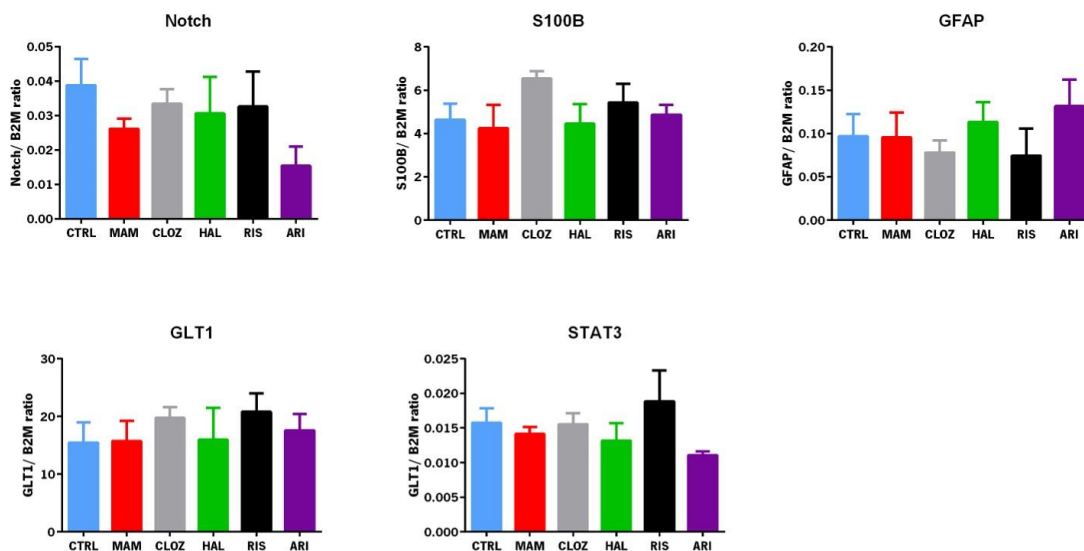 Notch
Notch/ B2M ratio
0.05
0.04
0.03
0.02
0.01
0.00
CTRL MAM CLOZ HAL RIS ARI
S100B
S100B/ B2M ratio
8
6
4
2
0
CTRL MAM CLOZ HAL RIS ARI
GFAP
GFAP/ B2M ratio
0.20
0.15
0.10
0.05
0.00
CTRL MAM CLOZ HAL RIS ARI
GLT1
GLT1/ B2M ratio
30
20
10
0
CTRL MAM CLOZ HAL RIS ARI
STAT3
GLT1/ B2M ratio
0.025
0.020
0.015
0.010
0.005
0.000
CTRL MAM CLOZ HAL RIS ARI